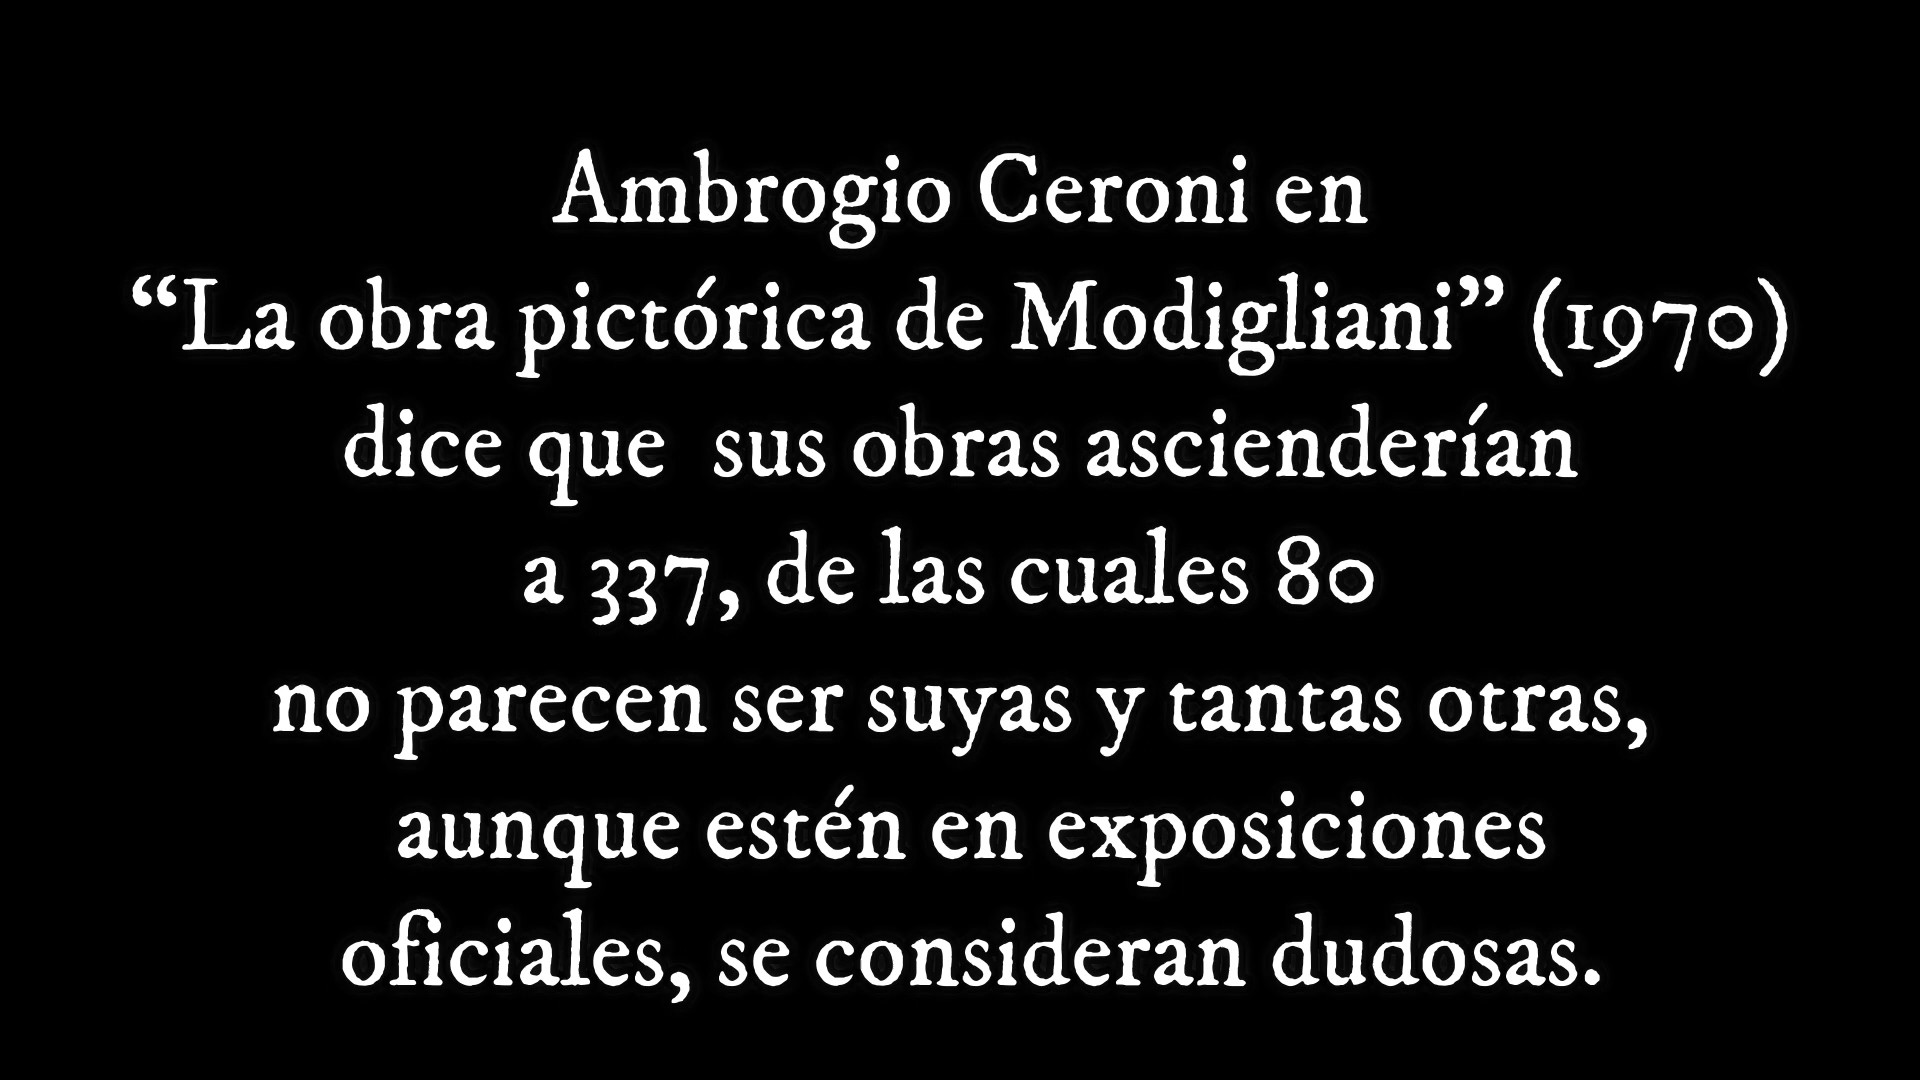 Ambrogio Ceroni en
“La obra pictórica de Modigliani” (1970)
dice que  sus obras ascenderían
a 337, de las cuales 80
no parecen ser suyas y tantas otras,
aunque estén en exposiciones
oficiales, se consideran dudosas.